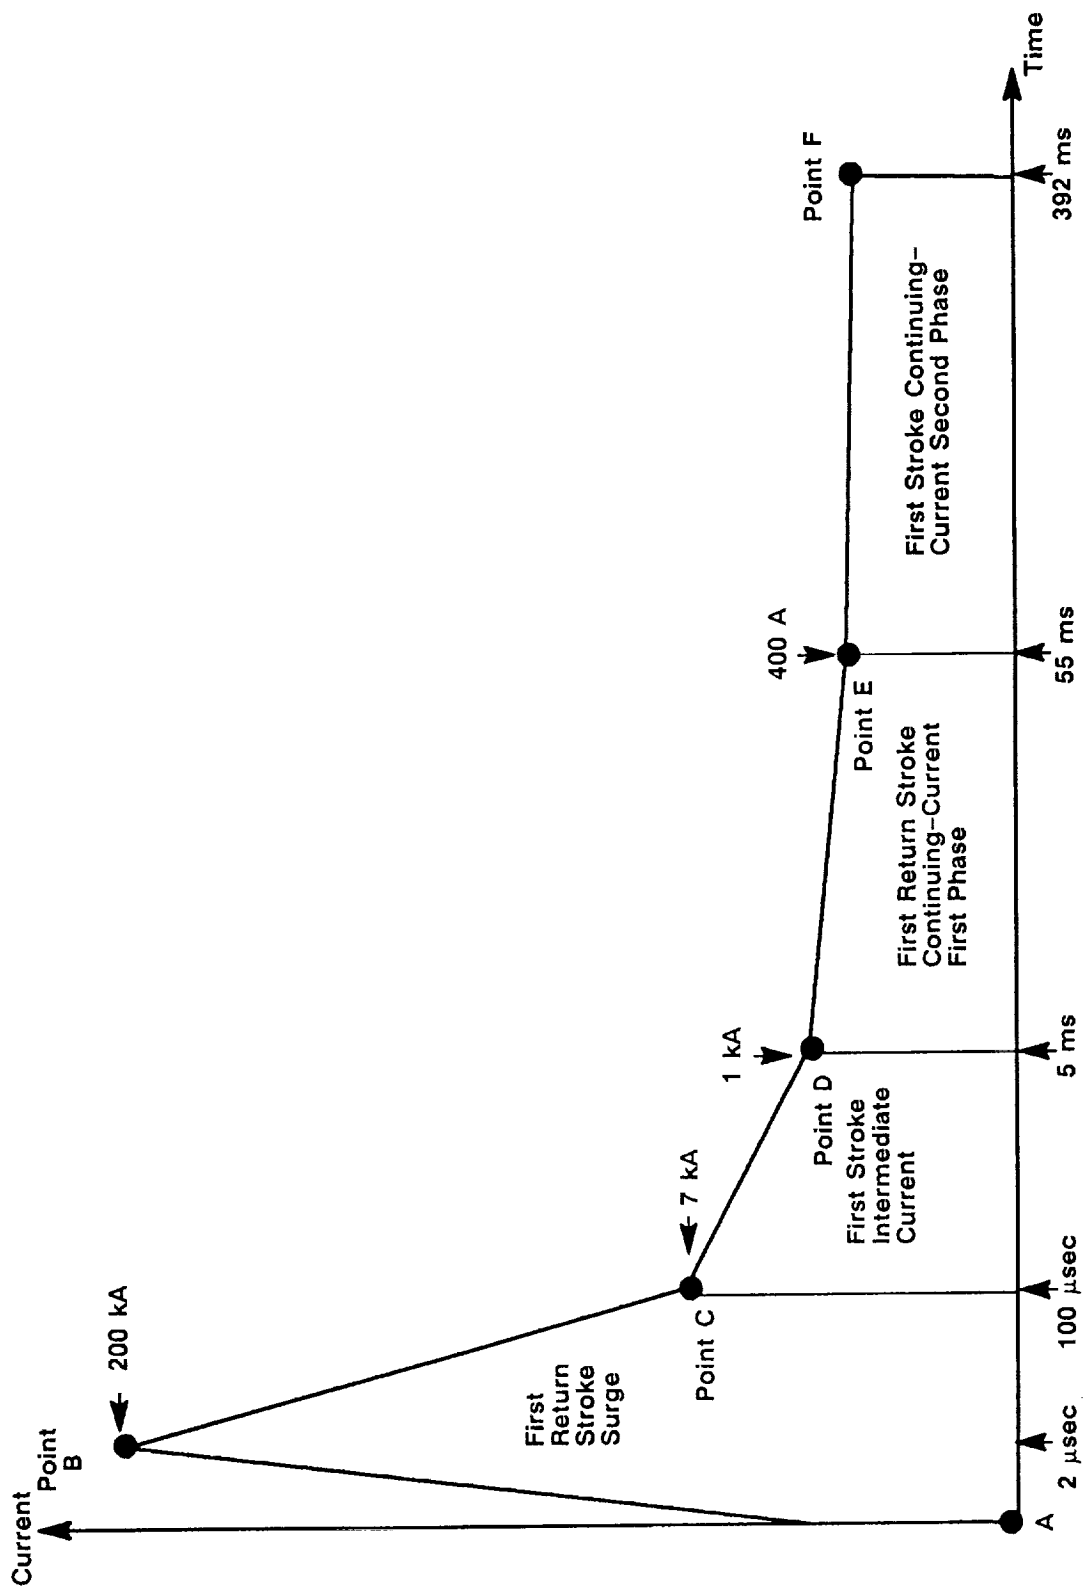 Current
Point
B
200 kA
First
Return
Stroke
Surge
Point C
7 kA
First Stroke
Intermediate
Current
Point D
1 kA
First Return Stroke
Continuing-Current
First Phase
Point E
400 A
First Stroke Continuing-
Current Second Phase
Point F
A
2 μsec
100 μsec
5 ms
55 ms
392 ms
Time